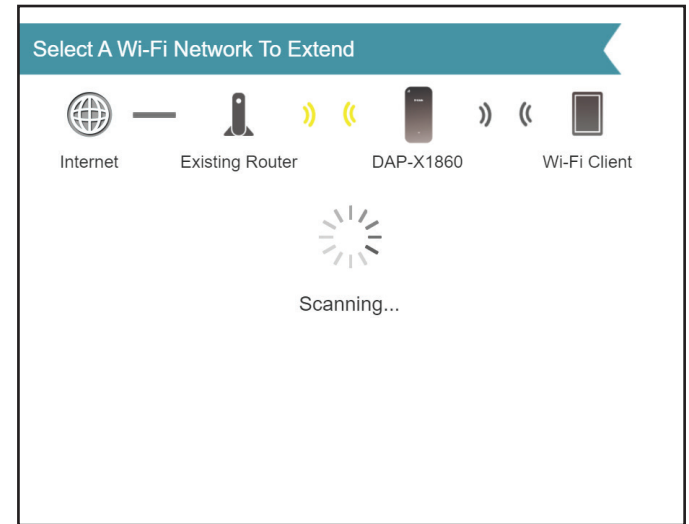 Select A Wi-Fi Network To Extend
Internet Existing Router DAP-X1860 Wi-Fi Client
Scanning...